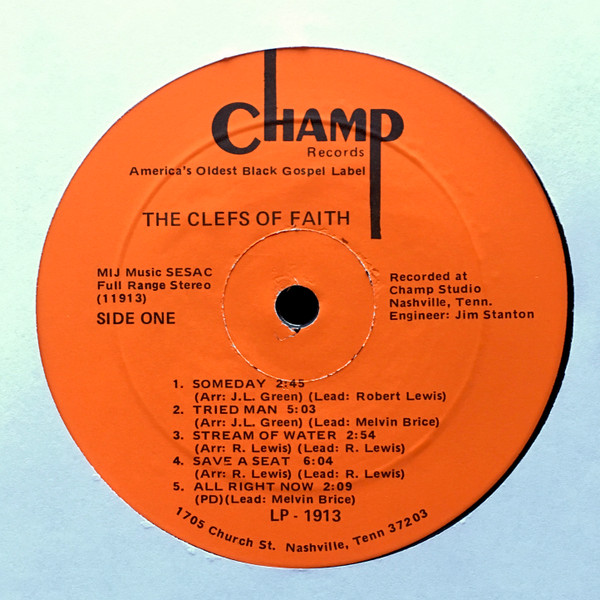 CHAMP
Records
America's Oldest Black Gospel Label
THE CLEFS OF FAITH
MIJ Music SESAC
Full Range Stereo
(11913)
SIDE ONE
Recorded at
Champ Studio
Nashville, Tenn.
Engineer: Jim Stanton
1. SOMEDAY 2:45
(Arr: J.L. Green) (Lead: Robert Lewis)
2. TRIED MAN 5:03
(Arr: J.L. Green) (Lead: Melvin Brice)
3. STREAM OF WATER 2:54
(Arr: R. Lewis) (Lead: R. Lewis)
4. SAVE A SEAT 6:04
(Arr: R. Lewis) (Lead: R. Lewis)
5. ALL RIGHT NOW 2:09
(PD)(Lead: Melvin Brice)
LP - 1913
1705 Church St. Nashville, Tenn 37203